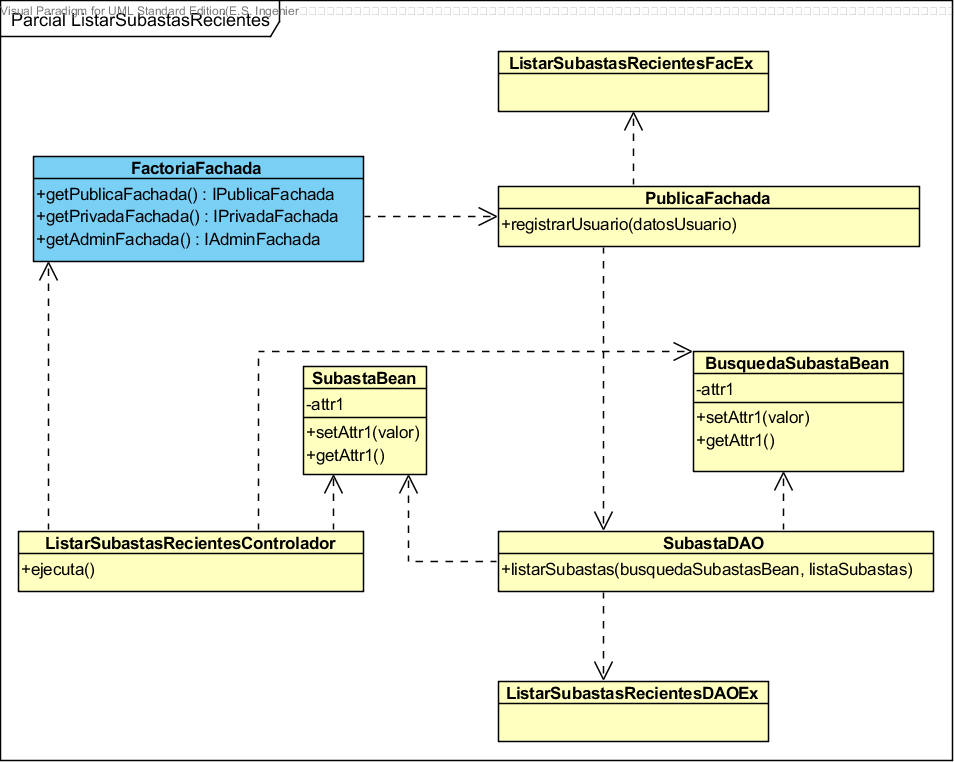 Visual Paradigm for UML Standard Edition(E.S. Ingenier
Parcial ListarSubastasRecientes
ListarSubastasRecientesFacEx
FactoriaFachada
+getPublicaFachada() : IPublicaFachada
+getPrivadaFachada() : IPrivadaFachada
+getAdminFachada() : IAdminFachada
PublicaFachada
+registrarUsuario(datosUsuario)
SubastaBean
-attr1
+setAttr1(valor)
+getAttr1()
BusquedaSubastaBean
-attr1
+setAttr1(valor)
+getAttr1()
ListarSubastasRecientesControlador
+ejecuta()
SubastaDAO
+listarSubastas(busquedaSubastasBean, listaSubastas)
ListarSubastasRecientesDAOEx